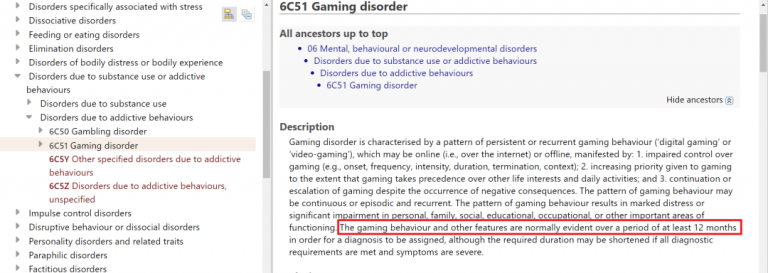 Disorders specifically associated with stress
Dissociative disorders
Feeding or eating disorders
Elimination disorders
Disorders of bodily distress or bodily experience
Disorders due to substance use or addictive
behaviours
Disorders due to substance use
Disorders due to addictive behaviours
6C50 Gambling disorder
6C51 Gaming disorder
6C5Y Other specified disorders due to addictive
behaviours
6C5Z Disorders due to addictive behaviours,
unspecified
Impulse control disorders
Disruptive behaviour or dissocial disorders
Personality disorders and related traits
Paraphilic disorders
Factitious disorders
6C51 Gaming disorder
All ancestors up to top
06 Mental, behavioural or neurodevelopmental disorders
Disorders due to substance use or addictive behaviours
Disorders due to addictive behaviours
6C51 Gaming disorder
Hide ancestors
Description
Gaming disorder is characterised by a pattern of persistent or recurrent gaming behaviour (‘digital gaming’ or
‘video-gaming’), which may be online (i.e., over the internet) or offline, manifested by: 1. impaired control over
gaming (e.g., onset, frequency, intensity, duration, termination, context); 2. increasing priority given to gaming
to the extent that gaming takes precedence over other life interests and daily activities; and 3. continuation or
escalation of gaming despite the occurrence of negative consequences. The pattern of gaming behaviour may
be continuous or episodic and recurrent. The pattern of gaming behaviour results in marked distress or
significant impairment in personal, family, social, educational, occupational, or other important areas of
functioning. The gaming behaviour and other features are normally evident over a period of at least 12 months
in order for a diagnosis to be assigned, although the required duration may be shortened if all diagnostic
requirements are met and symptoms are severe.